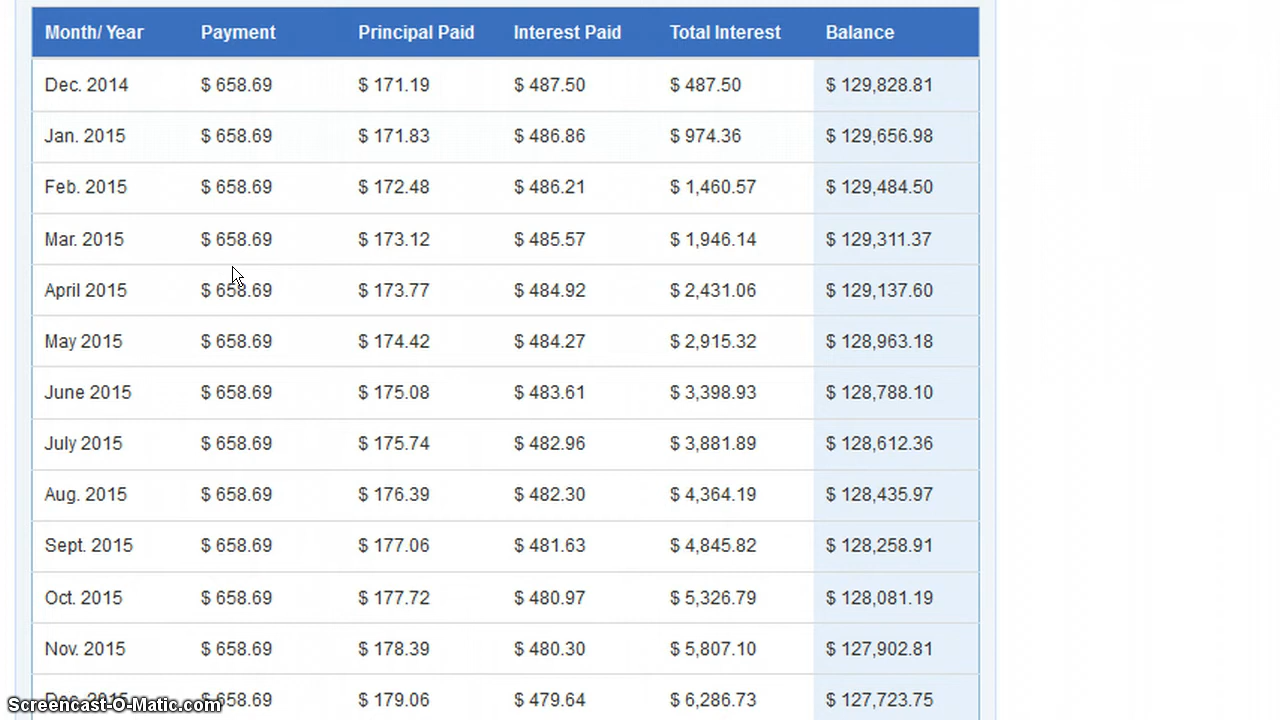 Month/ Year Payment Principal Paid Interest Paid Total Interest Balance
Dec. 2014 $ 658.69 $ 171.19 $ 487.50 $ 487.50 $ 129,828.81
Jan. 2015 $ 658.69 $ 171.83 $ 486.86 $ 974.36 $ 129,656.98
Feb. 2015 $ 658.69 $ 172.48 $ 486.21 $ 1,460.57 $ 129,484.50
Mar. 2015 $ 658.69 $ 173.12 $ 485.57 $ 1,946.14 $ 129,311.37
April 2015 $ 658.69 $ 173.77 $ 484.92 $ 2,431.06 $ 129,137.60
May 2015 $ 658.69 $ 174.42 $ 484.27 $ 2,915.32 $ 128,963.18
June 2015 $ 658.69 $ 175.08 $ 483.61 $ 3,398.93 $ 128,788.10
July 2015 $ 658.69 $ 175.74 $ 482.96 $ 3,881.89 $ 128,612.36
Aug. 2015 $ 658.69 $ 176.39 $ 482.30 $ 4,364.19 $ 128,435.97
Sept. 2015 $ 658.69 $ 177.06 $ 481.63 $ 4,845.82 $ 128,258.91
Oct. 2015 $ 658.69 $ 177.72 $ 480.97 $ 5,326.79 $ 128,081.19
Nov. 2015 $ 658.69 $ 178.39 $ 480.30 $ 5,807.10 $ 127,902.81
Dec. 2015 $ 658.69 $ 179.06 $ 479.64 $ 6,286.73 $ 127,723.75
Screencast-O-Matic.com